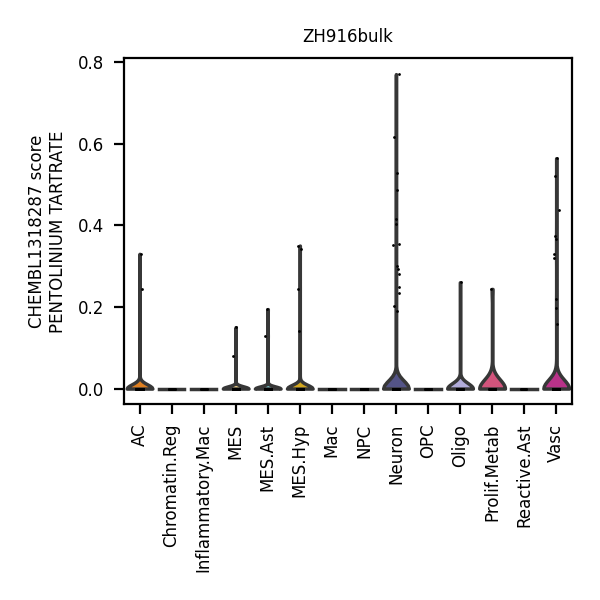 ZH916bulk
CHEMBL1318287 score
PENTOLINIUM TARTRATE
0.8
0.6
0.4
0.2
0.0
AC
Chromatin.Reg
Inflammatory.Mac
MES
MES.Ast
MES.Hyp
Mac
NPC
Neuron
OPC
Oligo
Prolif.Metab
Reactive.Ast
Vasc